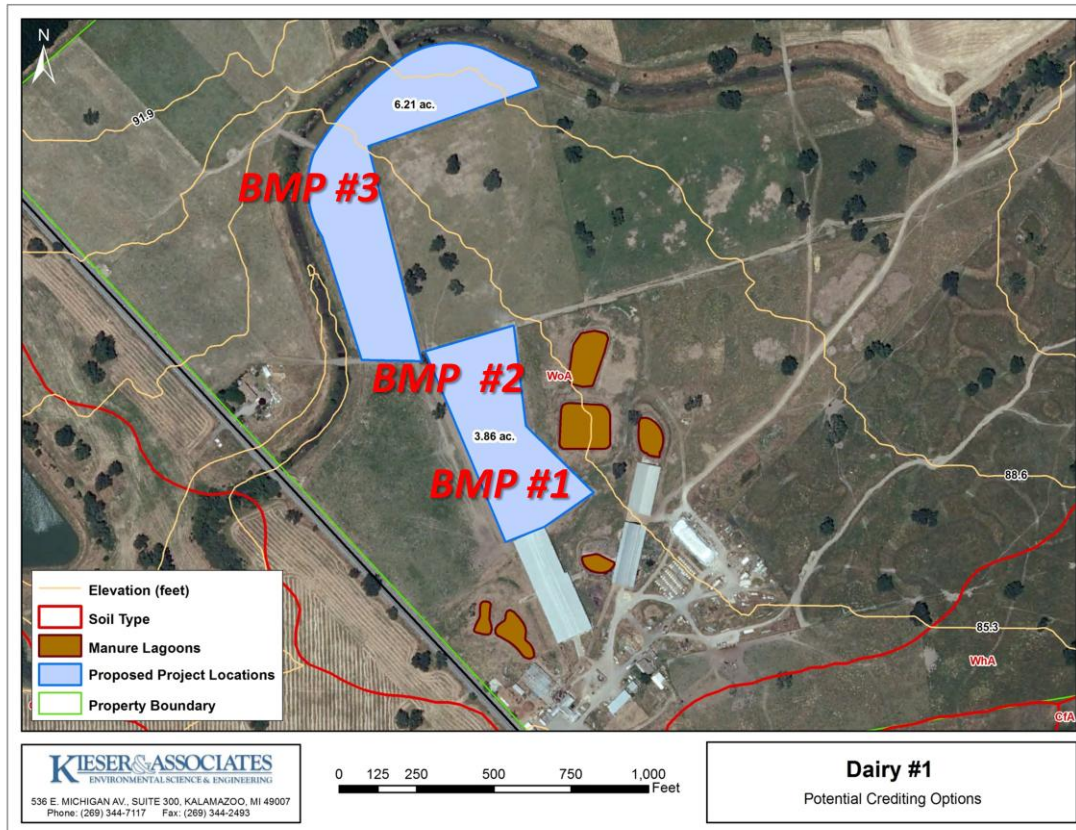 N
91.9
6.21 ac.
BMP #3
BMP #2
WoA
3.86 ac.
BMP #1
88.6
85.3
WhA
CfA
Elevation (feet)
Soil Type
Manure Lagoons
Proposed Project Locations
Property Boundary
KIESER & ASSOCIATES
ENVIRONMENTAL SCIENCE & ENGINEERING
536 E. MICHIGAN AV., SUITE 300, KALAMAZOO, MI 49007
Phone: (269) 344-7117 Fax: (269) 344-2493
0 125 250 500 750 1,000
Feet
Dairy #1
Potential Crediting Options